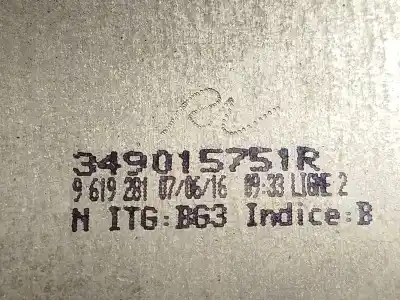 349015751R
9 619 281 07/06/16 09:33 LIGNE 2
N ITG:BG3 Indice:B